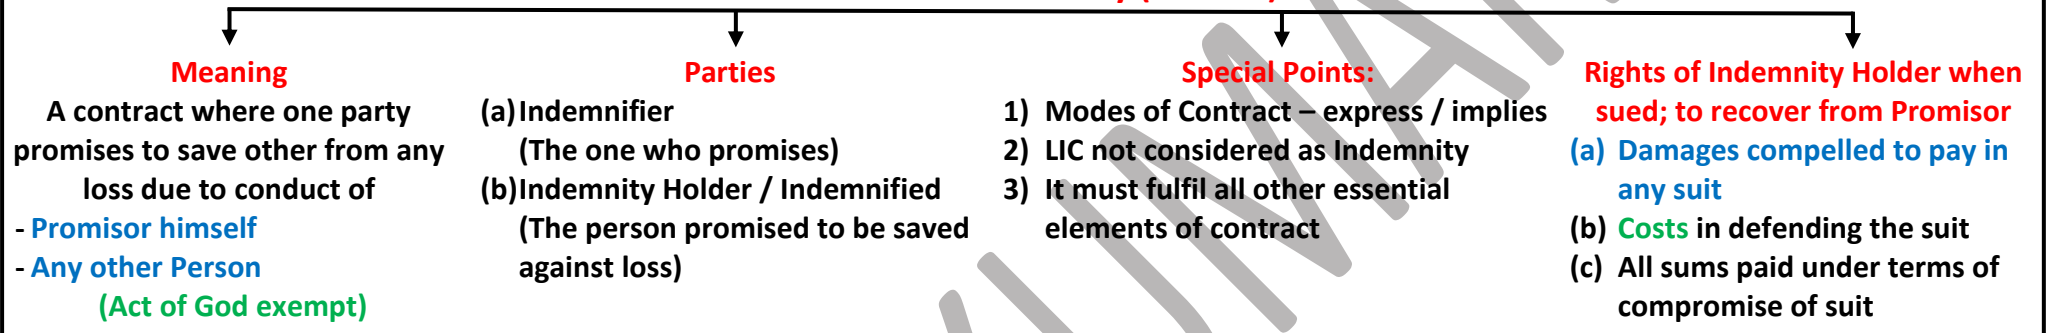 Meaning
A contract where one party
promises to save other from any
loss due to conduct of
- Promisor himself
- Any other Person
(Act of God exempt)
Parties
(a) Indemnifier
(The one who promises)
(b) Indemnity Holder / Indemnified
(The person promised to be saved
against loss)
Special Points:
1) Modes of Contract – express / implies
2) LIC not considered as Indemnity
3) It must fulfil all other essential
elements of contract
Rights of Indemnity Holder when
sued; to recover from Promisor
(a) Damages compelled to pay in
any suit
(b) Costs in defending the suit
(c) All sums paid under terms of
compromise of suit